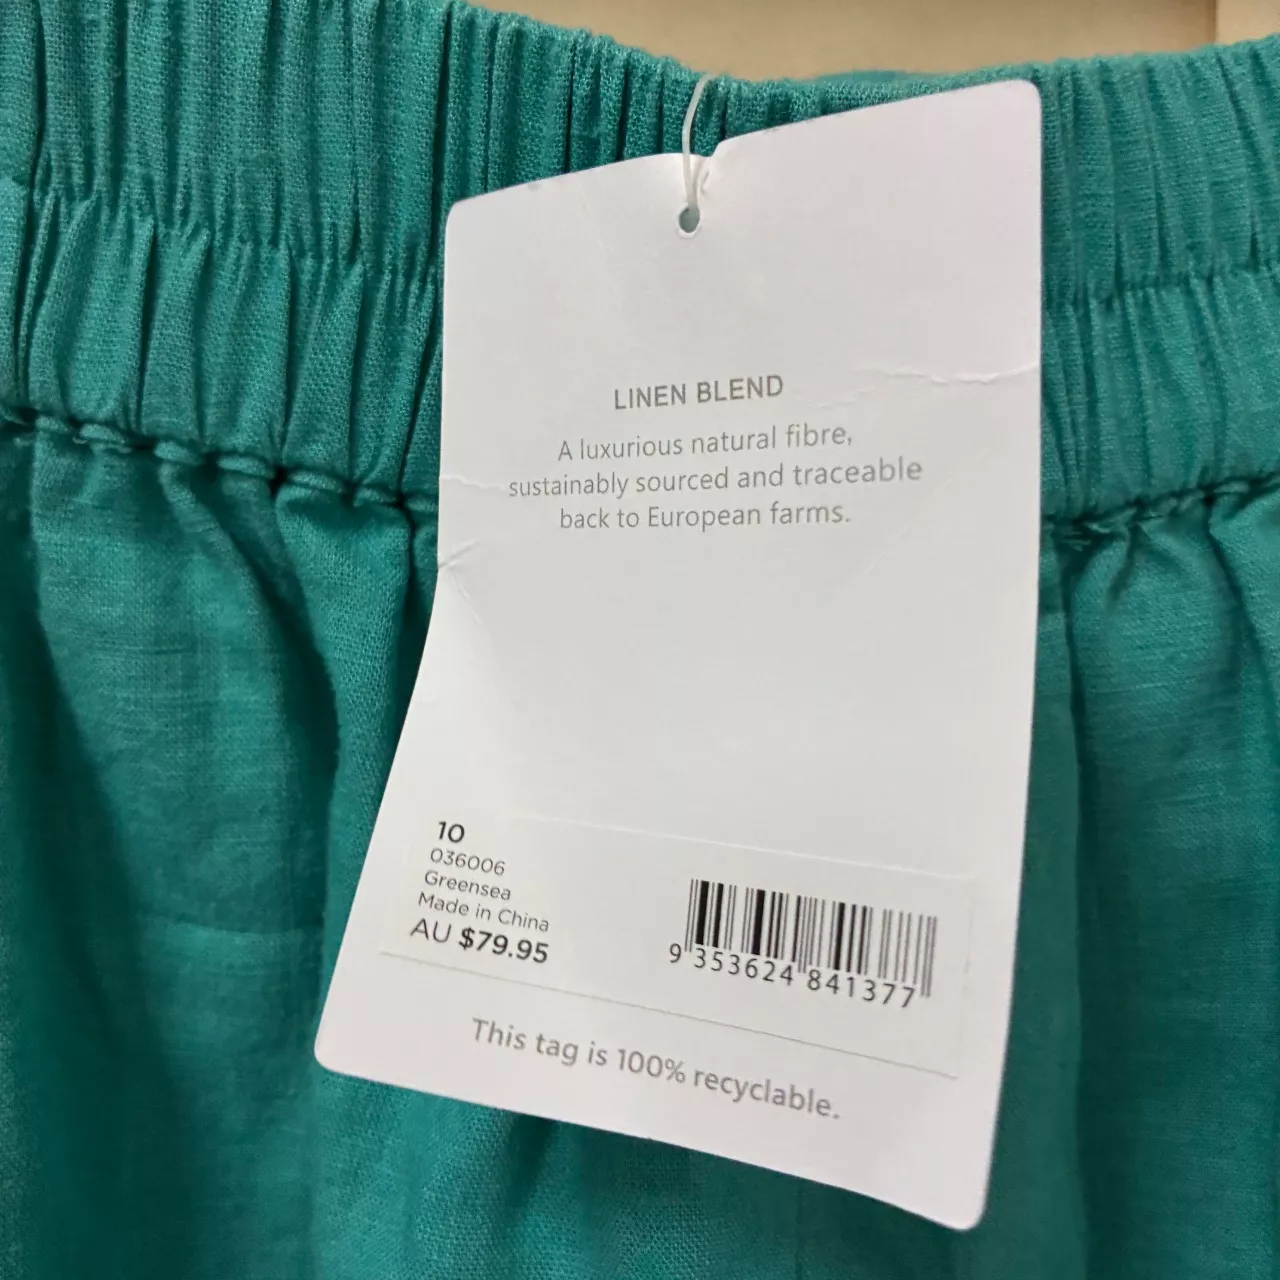 LINEN BLEND
A luxurious natural fibre,
sustainably sourced and traceable
back to European farms.
10
036006
Greensea
Made in China
AU $79.95
9 353624 841377
This tag is 100% recyclable.